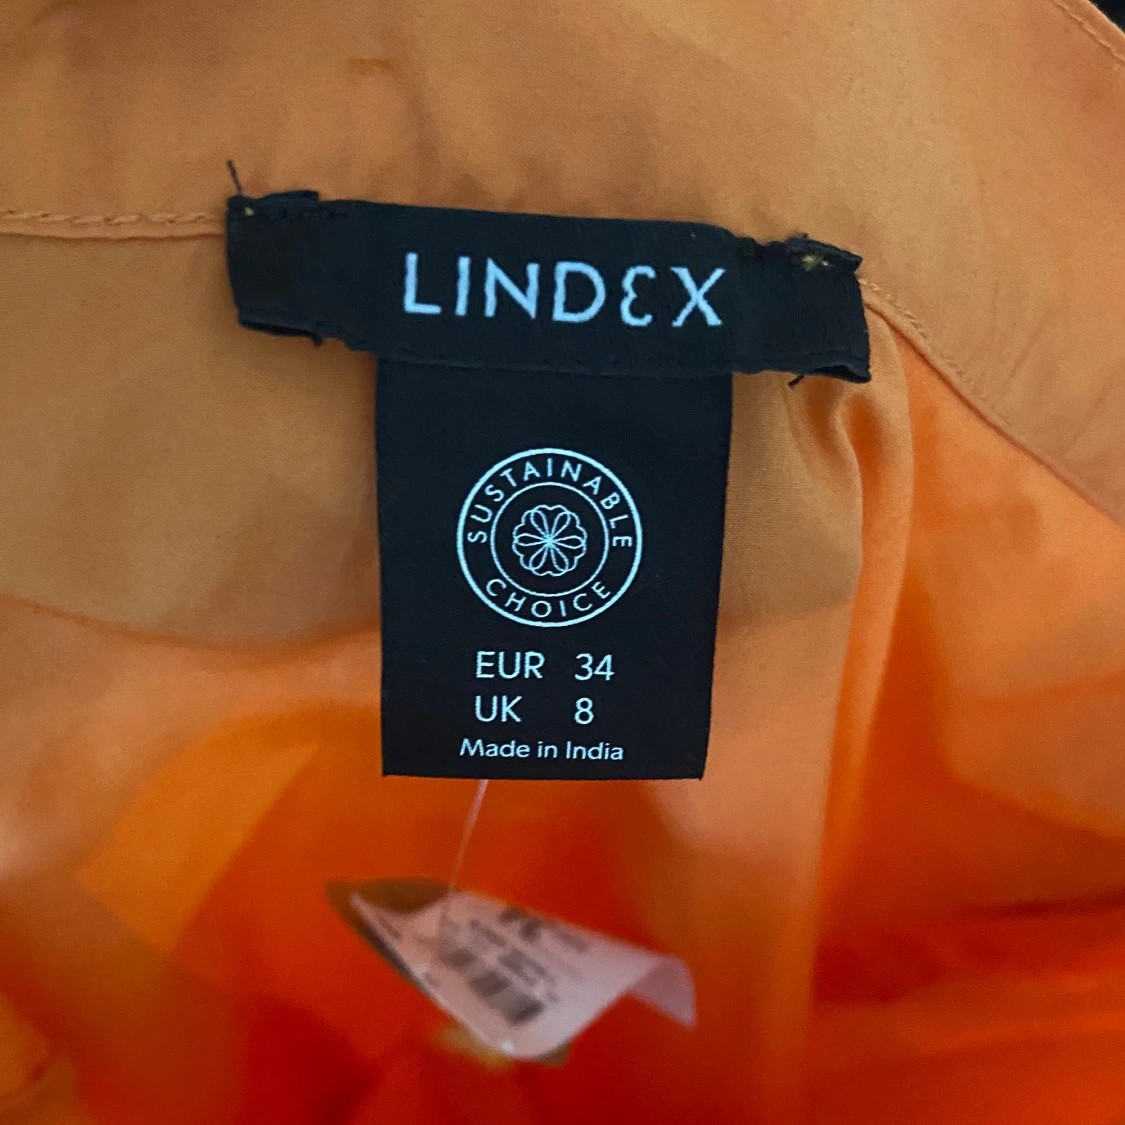 LINDEX
SUSTAINABLE
CHOICE
EUR 34
UK 8
Made in India